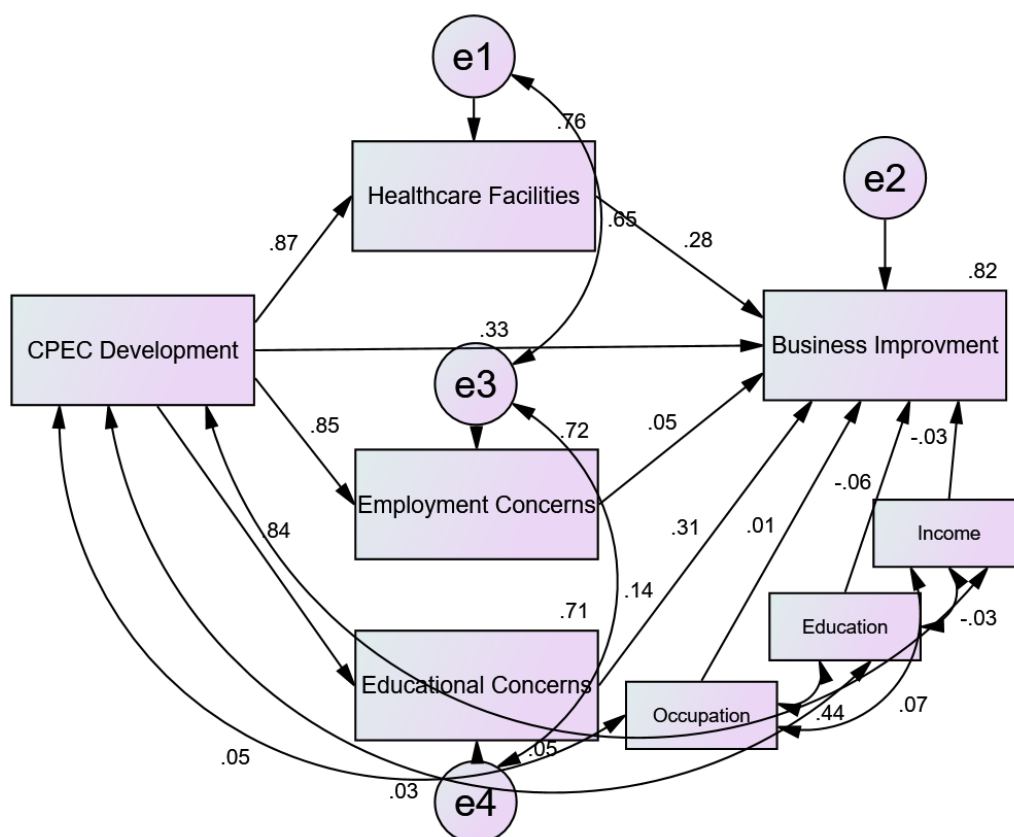 e1
.76
Healthcare Facilities
e2
.87
.65
.28
.82
CPEC Development
.33
Business Improvment
e3
.85
.72
.05
-.03
Employment Concerns
-.06
.84
.31
.01
Income
.14
.71
Education
-.03
Educational Concerns
Occupation
.44
.07
.05
.05
.03
e4